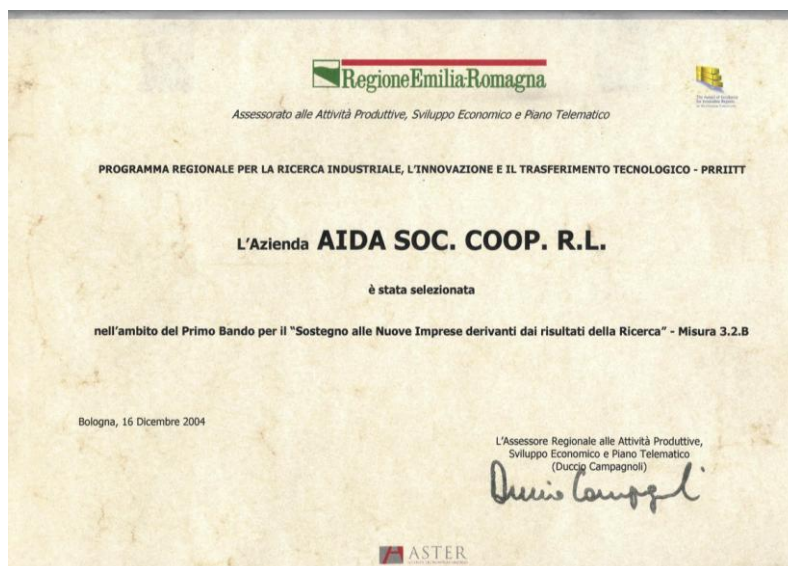 RegioneEmilia-Romagna
Assessorato alle Attività Produttive, Sviluppo Economico e Piano Telematico
PROGRAMMA REGIONALE PER LA RICERCA INDUSTRIALE, L'INNOVAZIONE E IL TRASFERIMENTO TECNOLOGICO - PRRIITT
L'Azienda AIDA SOC. COOP. R.L.
è stata selezionata
nell'ambito del Primo Bando per il "Sostegno alle Nuove Imprese derivanti dai risultati della Ricerca" - Misura 3.2.B
Bologna, 16 Dicembre 2004
L'Assessore Regionale alle Attività Produttive,
Sviluppo Economico e Piano Telematico
(Duccio Campagnoli)
Duccio Campagnoli
ASTER